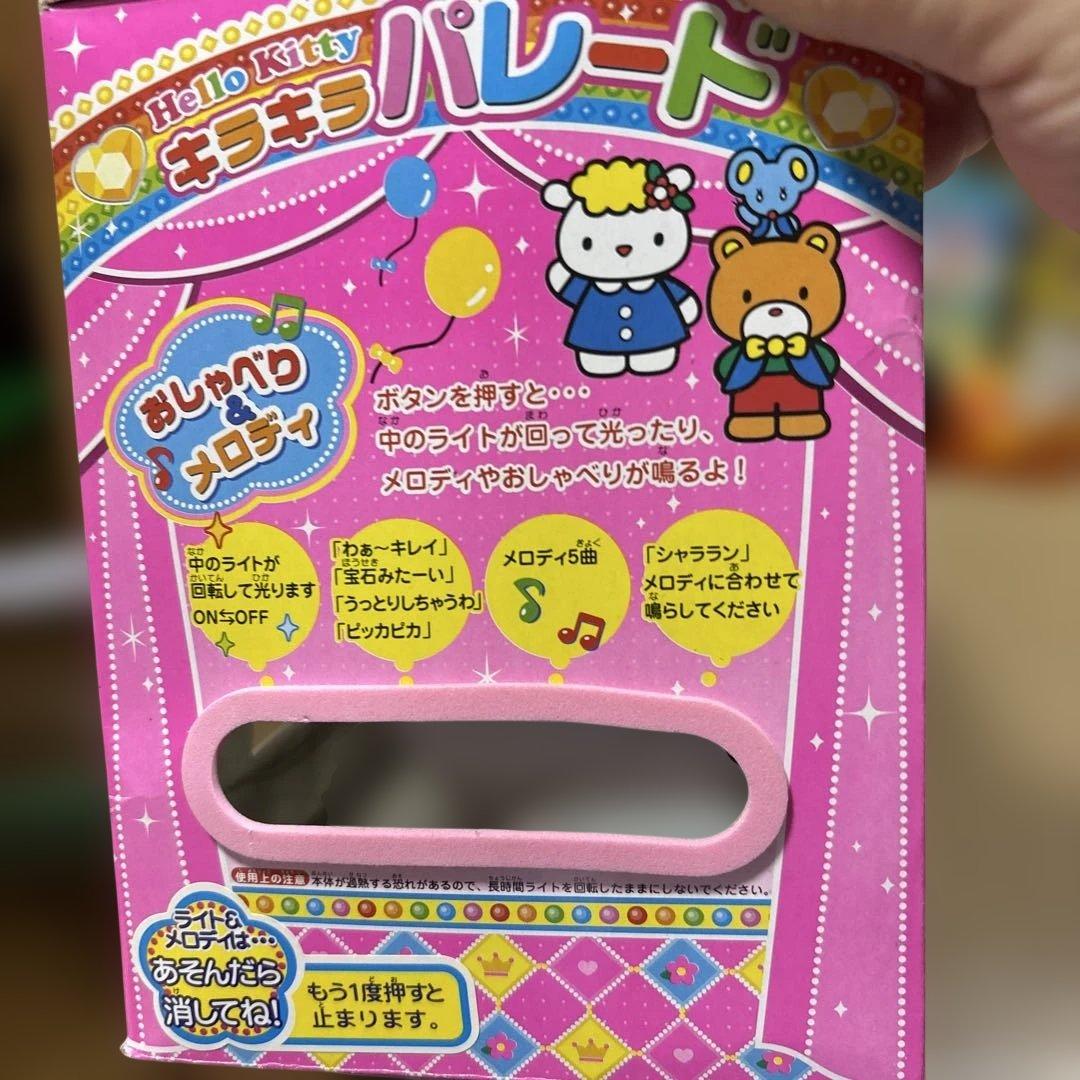 Hello Kitty
キラキラパレード
おしゃべり
&
メロディ
ボタンを押すと・・・
中のライトが回って光ったり、
メロディやおしゃべりが鳴るよ！
中のライトが
回転して光ります
ON⇆OFF
「わぁ〜キレイ」
「宝石みたーい」
「うっとりしちゃうわ」
「ピッカピカ」
メロディ5曲
「シャララン」
メロディに合わせて
鳴らしてください
使用上の注意 本体が過熱する恐れがあるので、長時間ライトを回転したままにしないでください。
ライト&
メロディは・・・
あそんだら
消してね！
もう1度押すと
止まります。